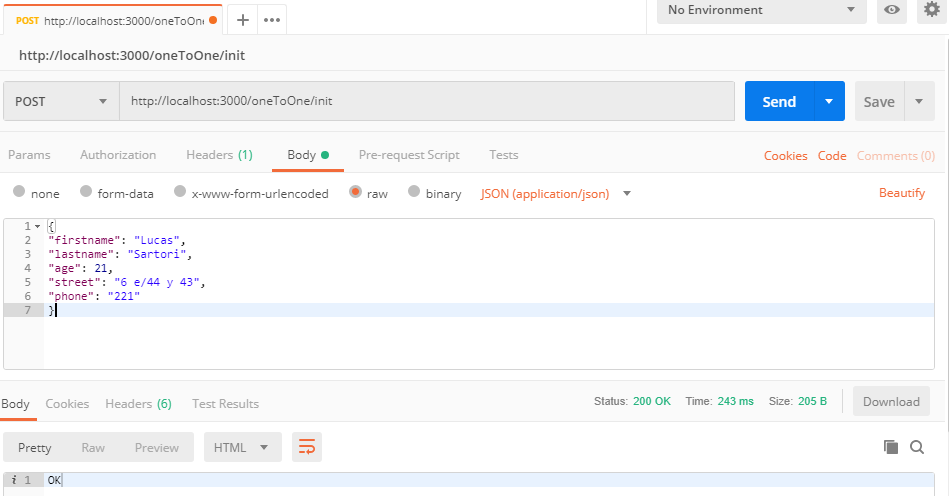 POST http://localhost:3000/oneToOn
No Environment
http://localhost:3000/oneToOne/init
POST http://localhost:3000/oneToOne/init Send Save
Params Authorization Headers (1) Body Pre-request Script Tests Cookies Code Comments (0)
none form-data x-www-form-urlencoded raw binary JSON (application/json) Beautify
1 {
2 "firstname": "Lucas",
3 "lastname": "Sartori",
4 "age": 21,
5 "street": "6 e/44 y 43",
6 "phone": "221"
7 }
Body Cookies Headers (6) Test Results Status: 200 OK Time: 243 ms Size: 205 B Download
Pretty Raw Preview HTML
i 1 OK